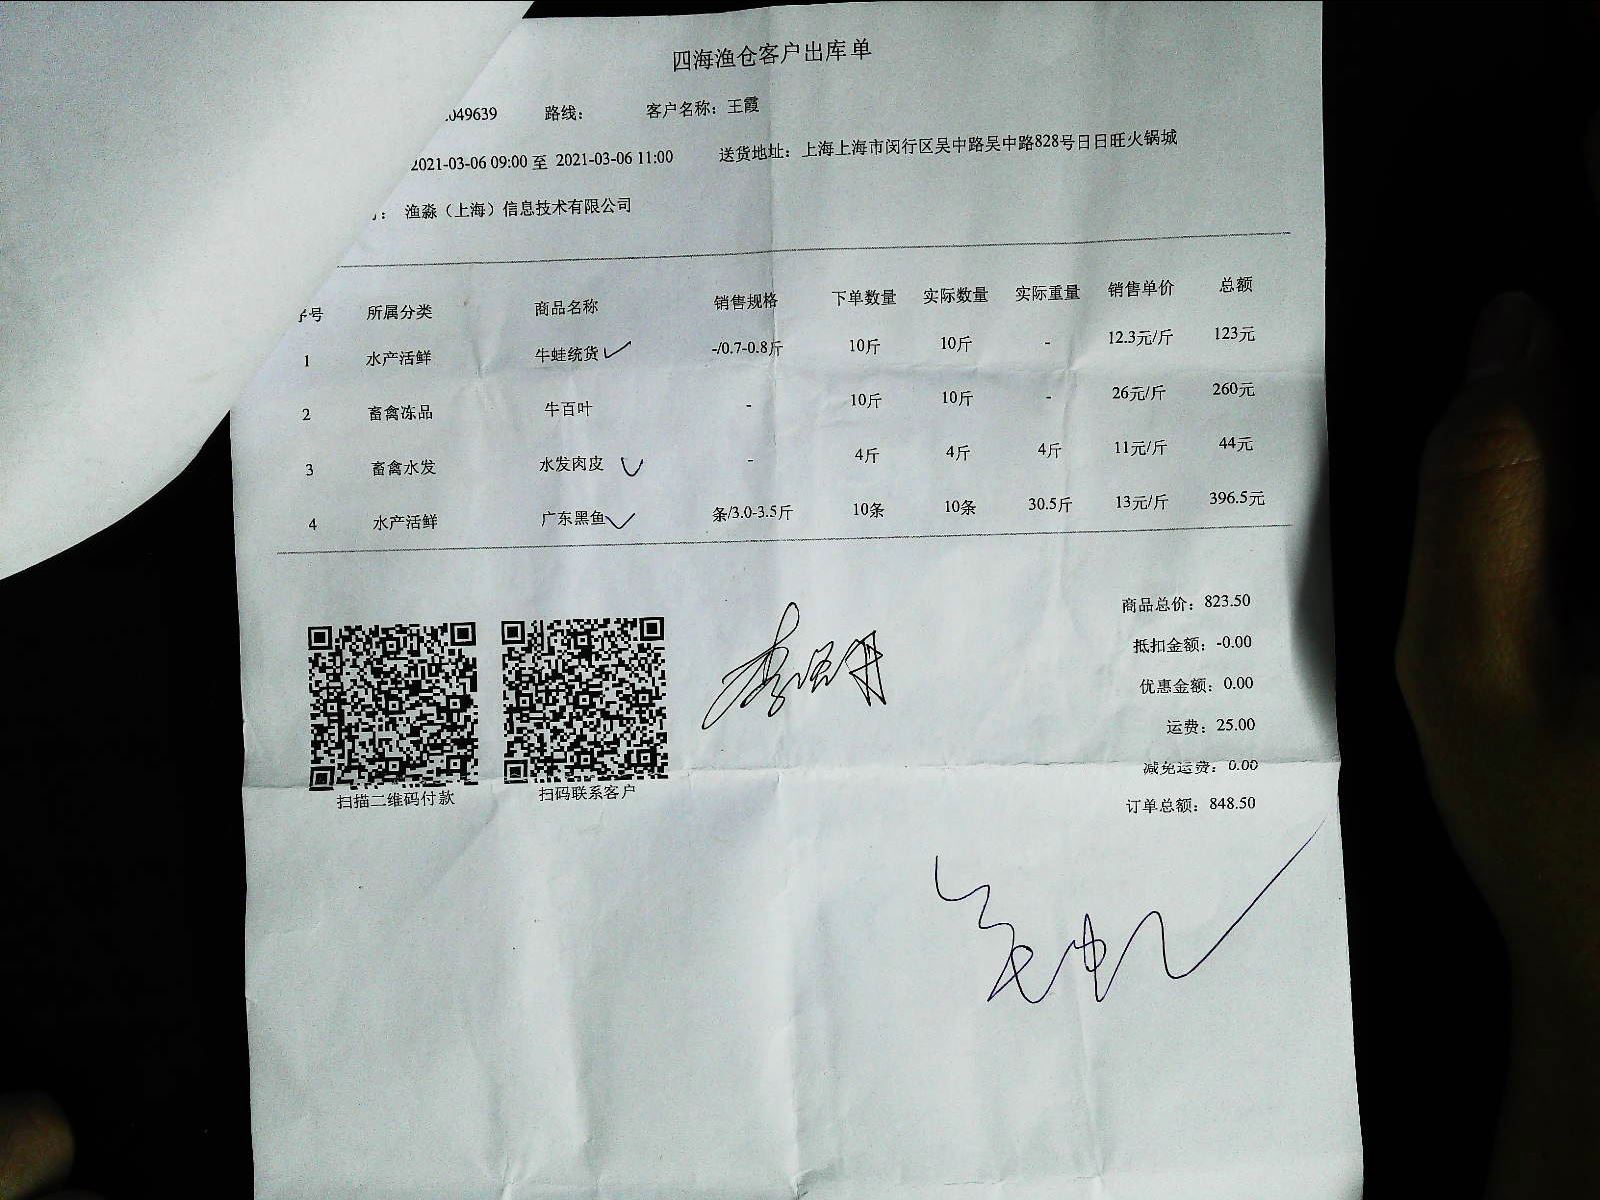 四海渔仓客户出库单
049639 路线： 客户名称：王霞
2021-03-06 09:00 至 2021-03-06 11:00 送货地址：上海上海市闵行区吴中路吴中路828号日日旺火锅城
： 渔淼（上海）信息技术有限公司
号 所属分类 商品名称 销售规格 下单数量 实际数量 实际重量 销售单价 总额
1 水产活鲜 牛蛙统货 -/0.7-0.8斤 10斤 10斤 - 12.3元/斤 123元
2 畜禽冻品 牛百叶 - 10斤 10斤 - 26元/斤 260元
3 畜禽水发 水发肉皮 - 4斤 4斤 4斤 11元/斤 44元
4 水产活鲜 广东黑鱼 条/3.0-3.5斤 10条 10条 30.5斤 13元/斤 396.5元
商品总价：823.50
抵扣金额：-0.00
优惠金额：0.00
运费：25.00
减免运费：0.00
订单总额：848.50
扫描二维码付款 扫码联系客户